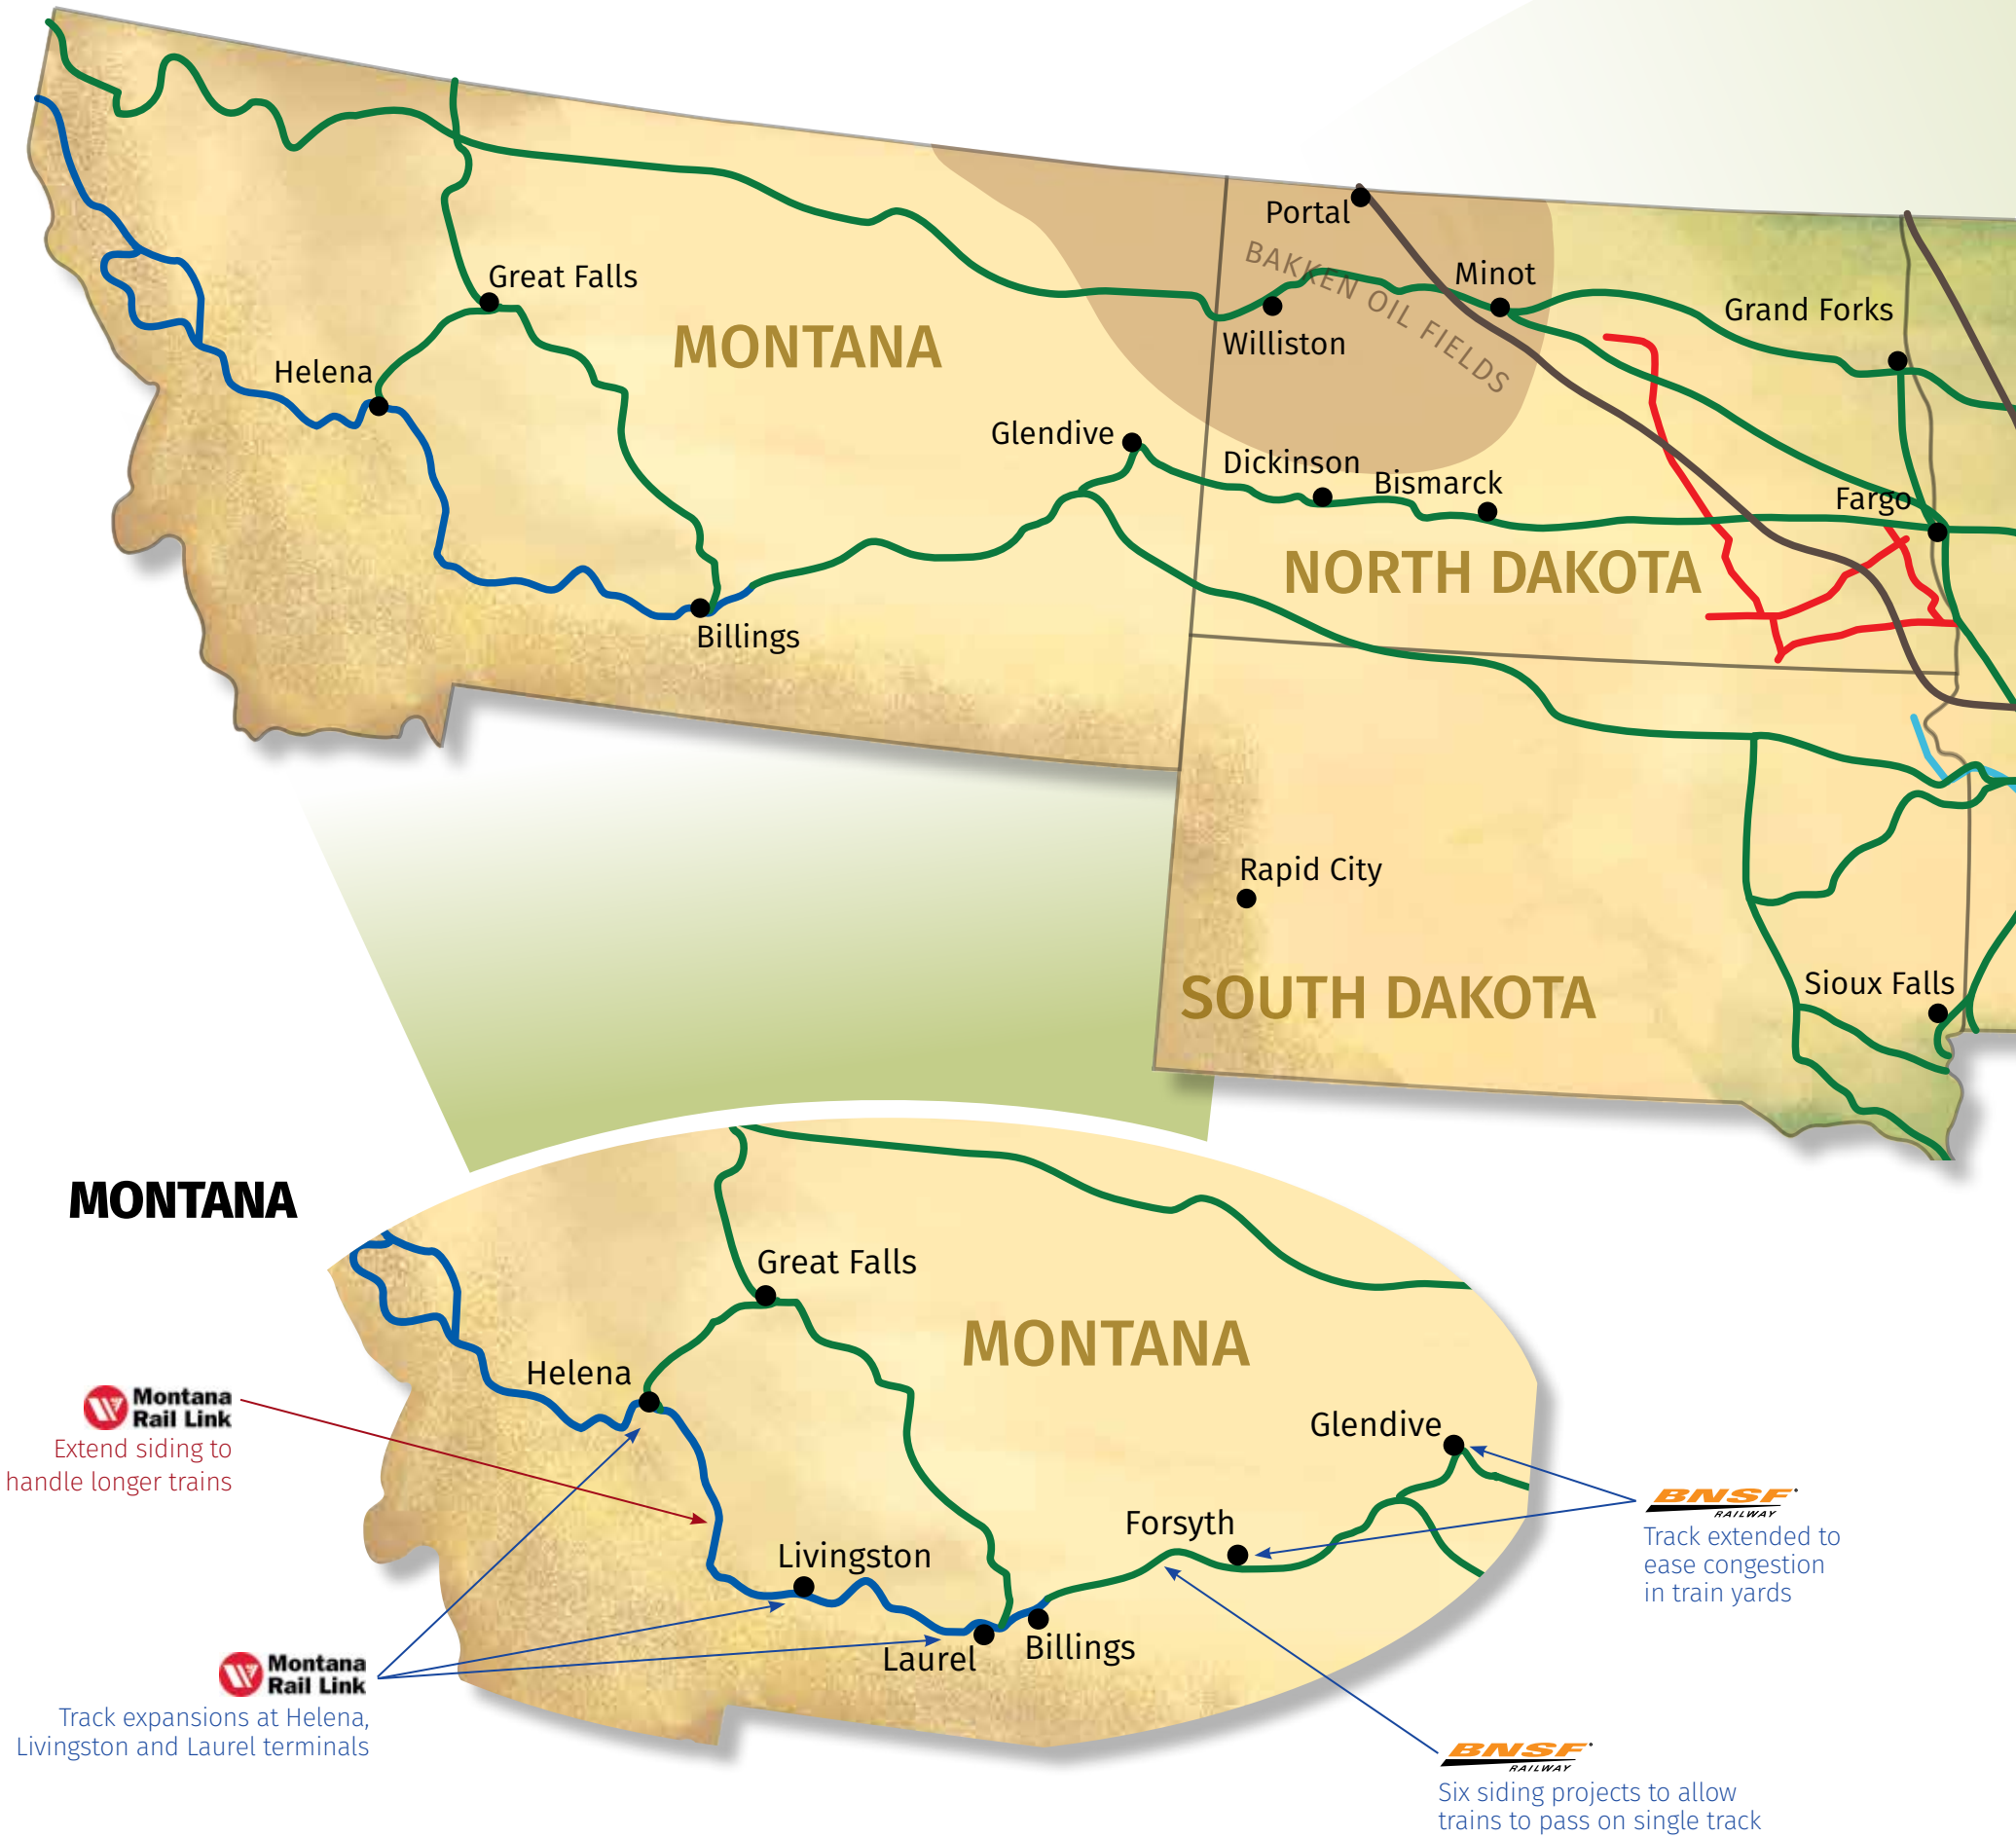 Portal
BAKKEN OIL FIELDS
Minot
Great Falls
Grand Forks
Williston
MONTANA
Helena
Glendive
Dickinson
Bismarck
Fargo
NORTH DAKOTA
Billings
Rapid City
SOUTH DAKOTA
Sioux Falls
MONTANA
Great Falls
MONTANA
Helena
Montana
Rail Link
Extend siding to
handle longer trains
Glendive
BNSF
RAILWAY
Track extended to
ease congestion
in train yards
Forsyth
Livingston
Laurel
Billings
Montana
Rail Link
Track expansions at Helena,
Livingston and Laurel terminals
BNSF
RAILWAY
Six siding projects to allow
trains to pass on single track